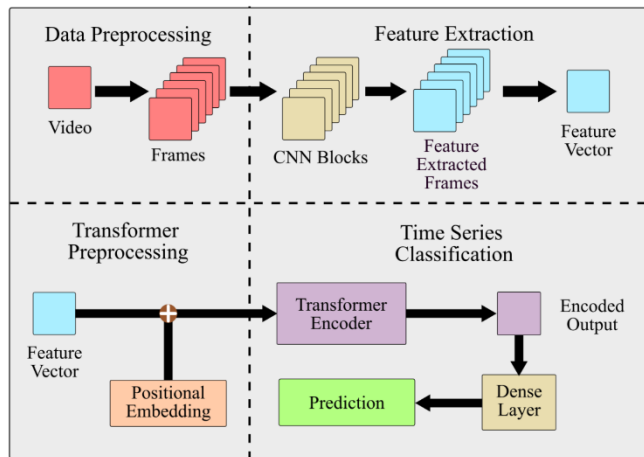 Data Preprocessing
Feature Extraction
Video
Frames
CNN Blocks
Feature
Extracted
Frames
Feature
Vector
Transformer
Preprocessing
Time Series
Classification
Feature
Vector
Positional
Embedding
Transformer
Encoder
Encoded
Output
Prediction
Dense
Layer